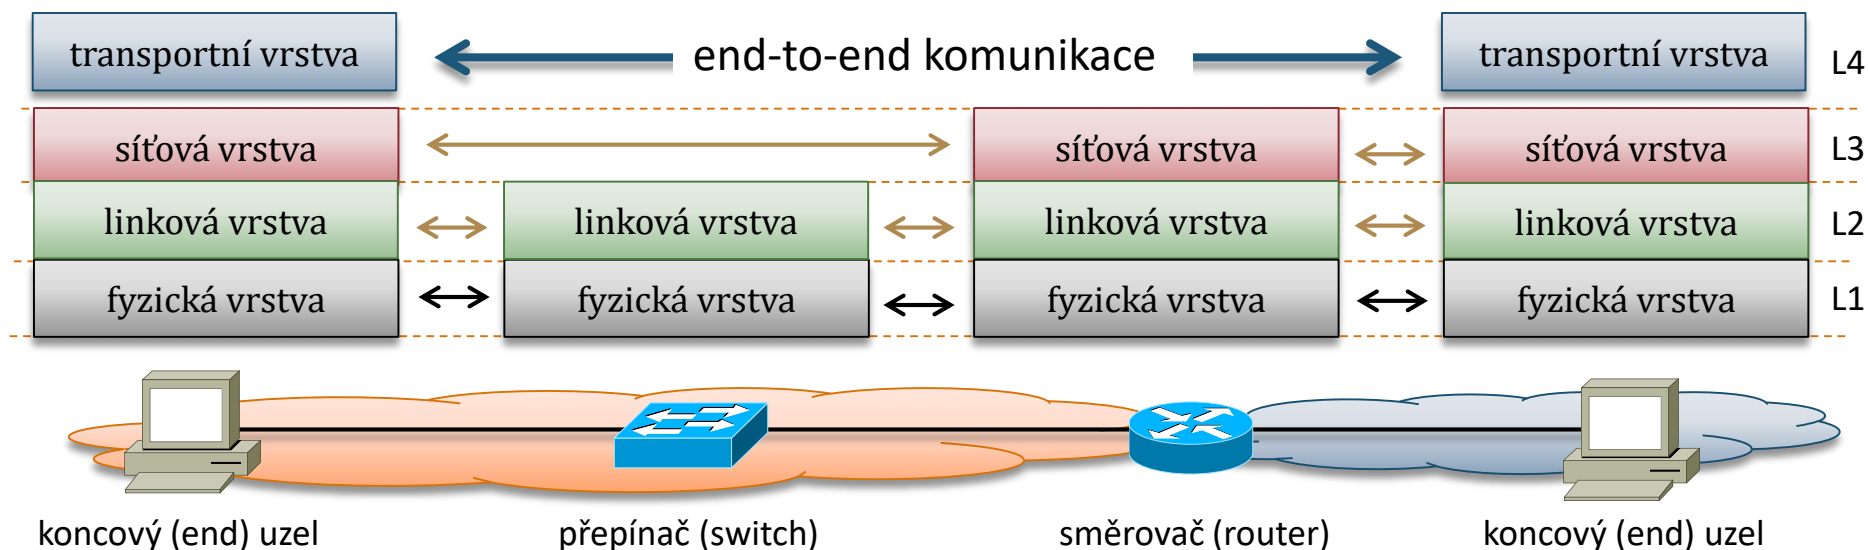 transportní vrstva end-to-end komunikace transportní vrstva L4
síťová vrstva síťová vrstva síťová vrstva L3
linková vrstva linková vrstva linková vrstva linková vrstva L2
fyzická vrstva fyzická vrstva fyzická vrstva fyzická vrstva L1
koncový (end) uzel přepínač (switch) směrovač (router) koncový (end) uzel